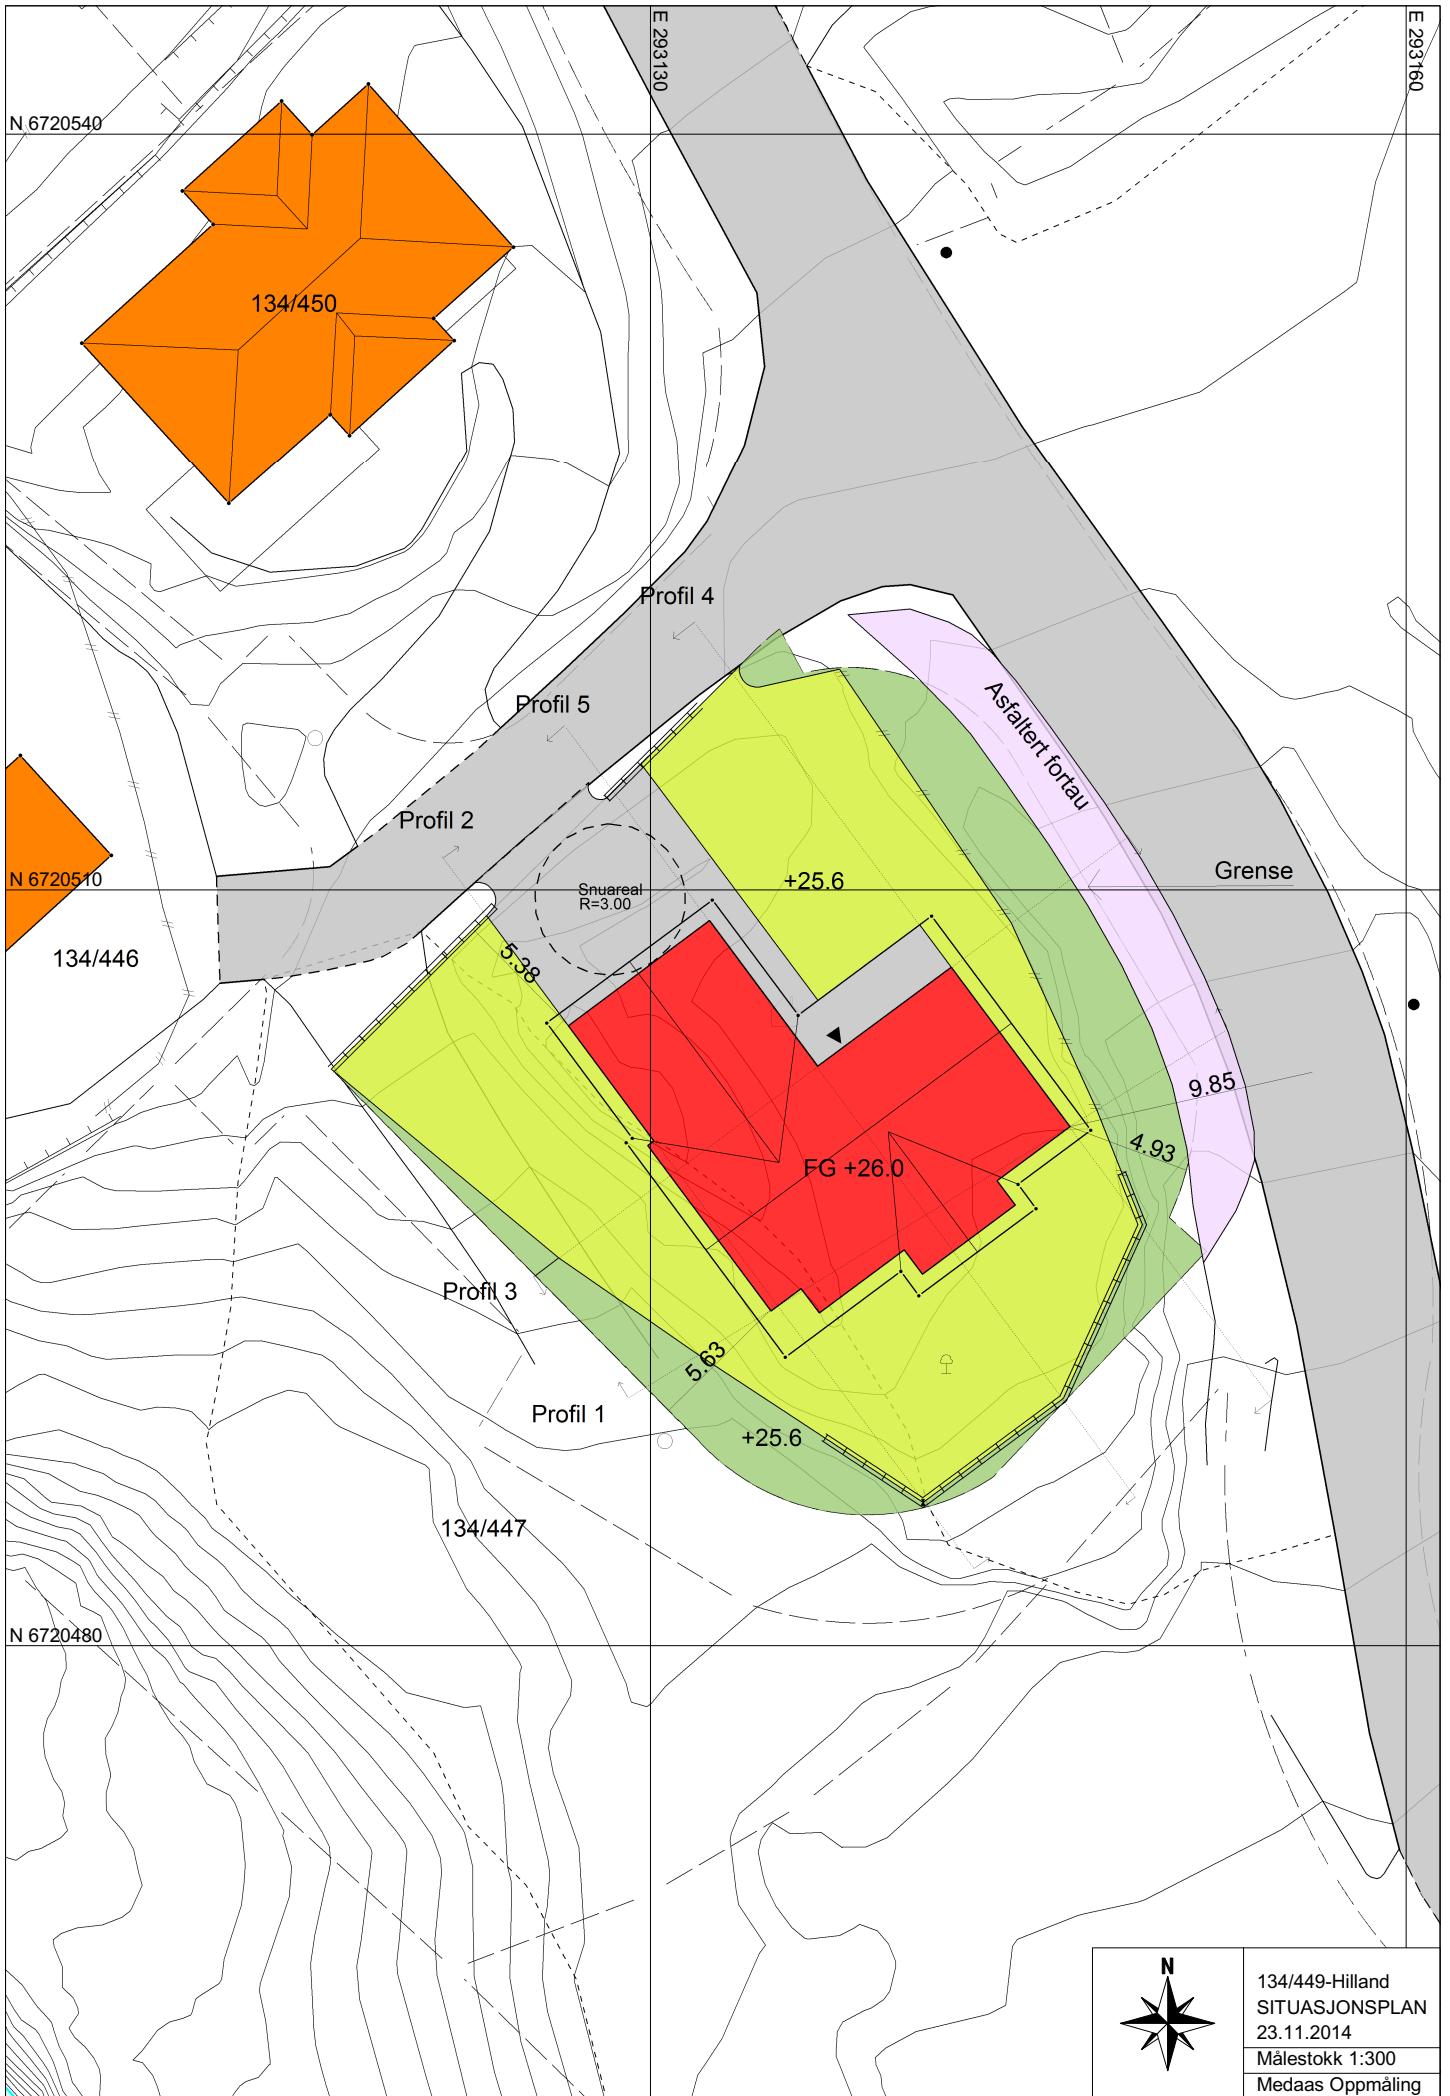 E 293130
E 293160
N 6720540
134/450
Profil 4
Asfaltert fortau
Profil 5
Profil 2
Grense
N 6720510
Snuareal
R=3.00
+25.6
134/446
5.38
9.85
4.93
FG +26.0
Profil 3
5.63
Profil 1
+25.6
134/447
N 6720480
N
134/449-Hilland
SITUASJONSPLAN
23.11.2014
Målestokk 1:300
Medaas Oppmåling